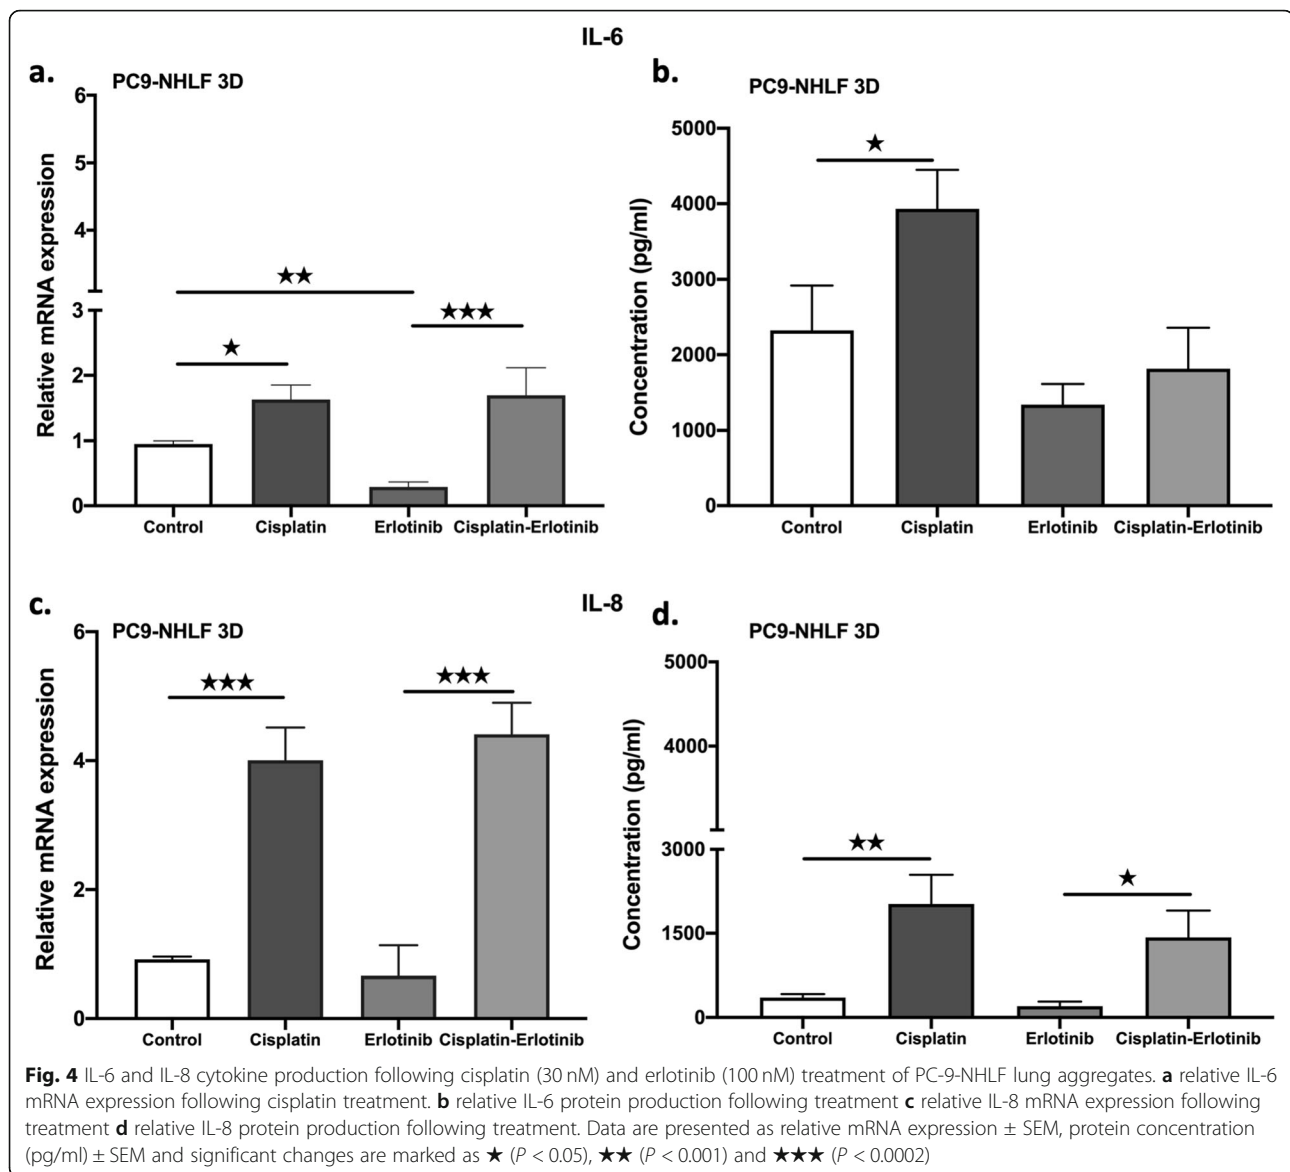 IL-6
a.
PC9-NHLF 3D
Relative mRNA expression
6
5
4
3
2
1
0
★
★★
★★★
Control Cisplatin Erlotinib Cisplatin-Erlotinib
b.
PC9-NHLF 3D
Concentration (pg/ml)
5000
4000
3000
2000
1000
0
★
Control Cisplatin Erlotinib Cisplatin-Erlotinib
IL-8
c.
PC9-NHLF 3D
Relative mRNA expression
6
4
2
0
★★★
★★★
Control Cisplatin Erlotinib Cisplatin-Erlotinib
d.
PC9-NHLF 3D
Concentration (pg/ml)
5000
4000
3000
1500
0
★★
★
Control Cisplatin Erlotinib Cisplatin-Erlotinib
Fig. 4 IL-6 and IL-8 cytokine production following cisplatin (30 nM) and erlotinib (100 nM) treatment of PC-9-NHLF lung aggregates. a relative IL-6
mRNA expression following cisplatin treatment. b relative IL-6 protein production following treatment c relative IL-8 mRNA expression following
treatment d relative IL-8 protein production following treatment. Data are presented as relative mRNA expression ± SEM, protein concentration
(pg/ml) ± SEM and significant changes are marked as ★ (P < 0.05), ★★ (P < 0.001) and ★★★ (P < 0.0002)